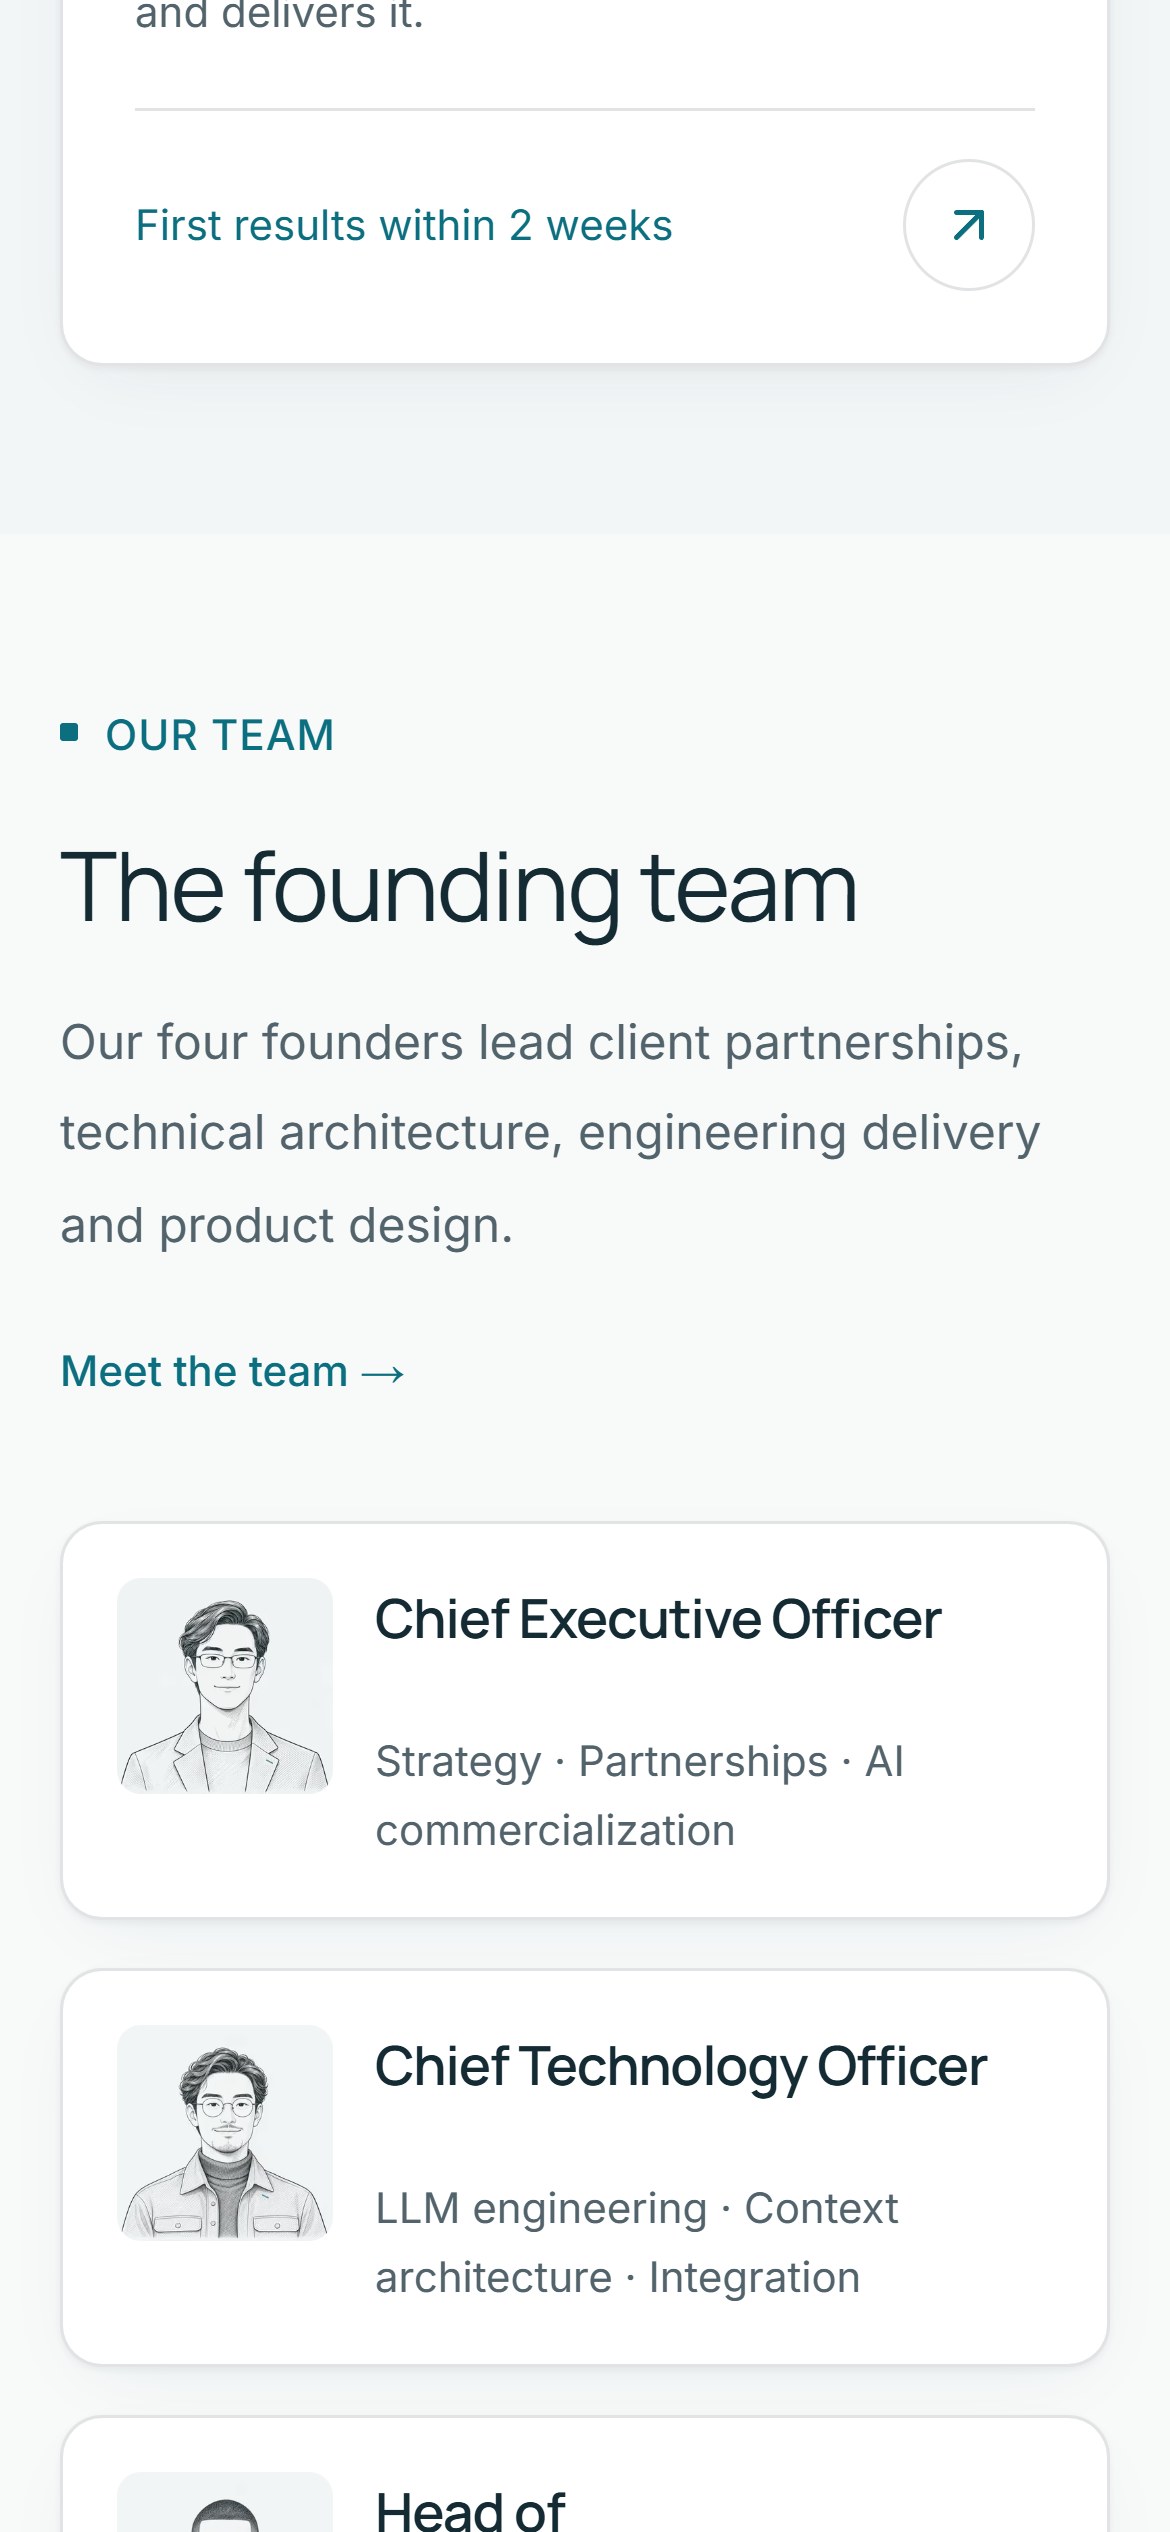 and delivers it.
First results within 2 weeks
OUR TEAM
The founding team
Our four founders lead client partnerships,
technical architecture, engineering delivery
and product design.
Meet the team →
Chief Executive Officer
Strategy · Partnerships · AI
commercialization
Chief Technology Officer
LLM engineering · Context
architecture · Integration
Head of